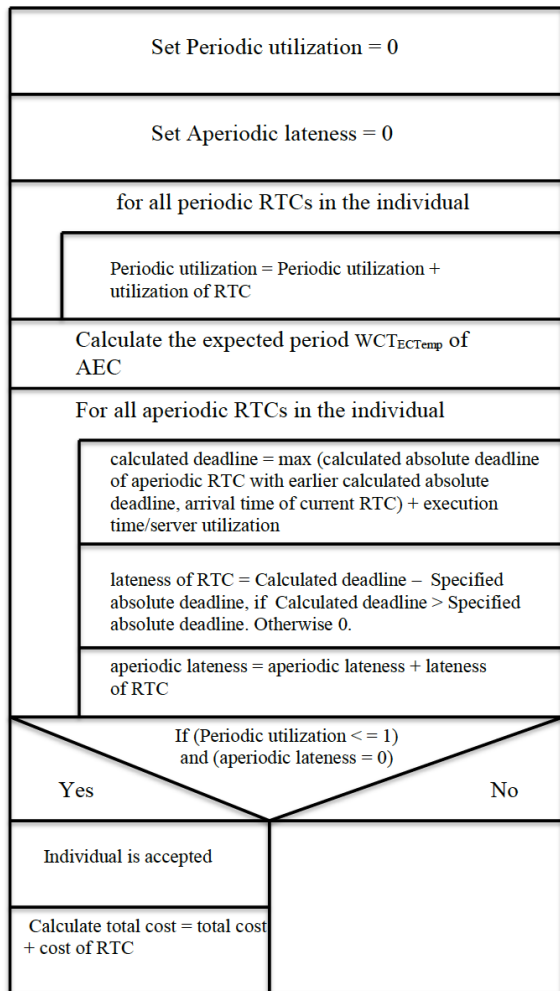 Set Periodic utilization = 0
Set Aperiodic lateness = 0
for all periodic RTCs in the individual
Periodic utilization = Periodic utilization +
utilization of RTC
Calculate the expected period WCTECTemp of
AEC
For all aperiodic RTCs in the individual
calculated deadline = max (calculated absolute deadline
of aperiodic RTC with earlier calculated absolute
deadline, arrival time of current RTC) + execution
time/server utilization
lateness of RTC = Calculated deadline – Specified
absolute deadline, if Calculated deadline > Specified
absolute deadline. Otherwise 0.
aperiodic lateness = aperiodic lateness + lateness
of RTC
If (Periodic utilization < = 1)
and (aperiodic lateness = 0)
Yes
No
Individual is accepted
Calculate total cost = total cost
+ cost of RTC